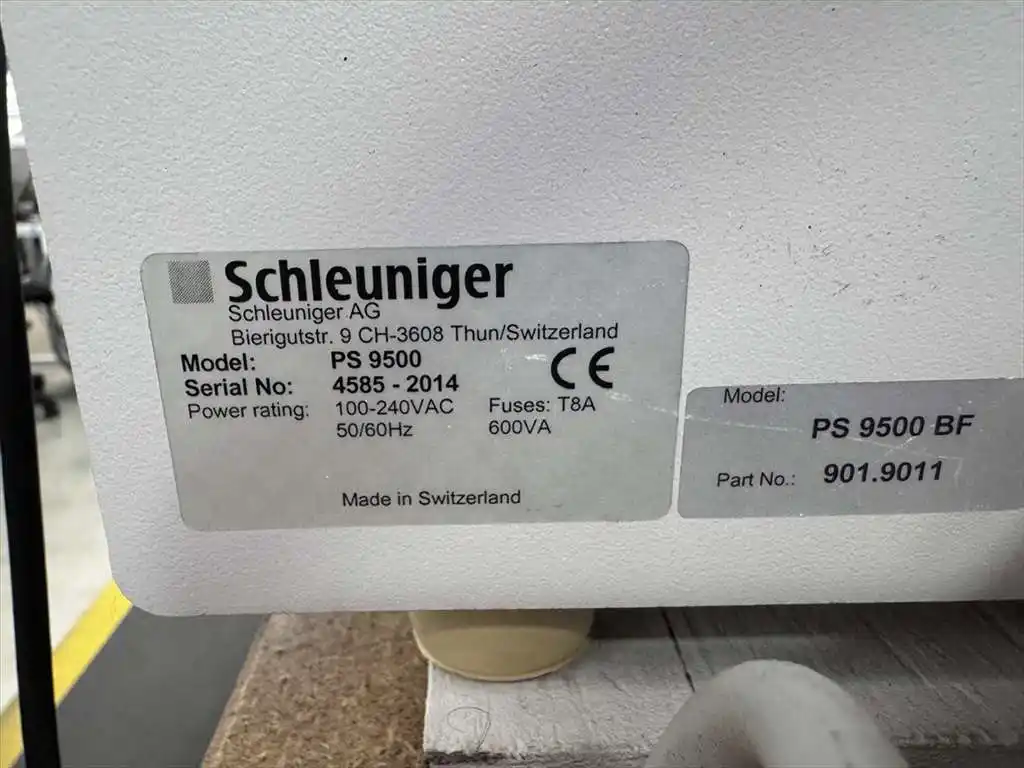 Schleuniger
Schleuniger AG
Bierigutstr. 9 CH-3608 Thun/Switzerland
Model: PS 9500
CE
Serial No: 4585 - 2014
Power rating: 100-240VAC Fuses: T8A
50/60Hz 600VA
Made in Switzerland
Model:
PS 9500 BF
Part No.: 901.9011